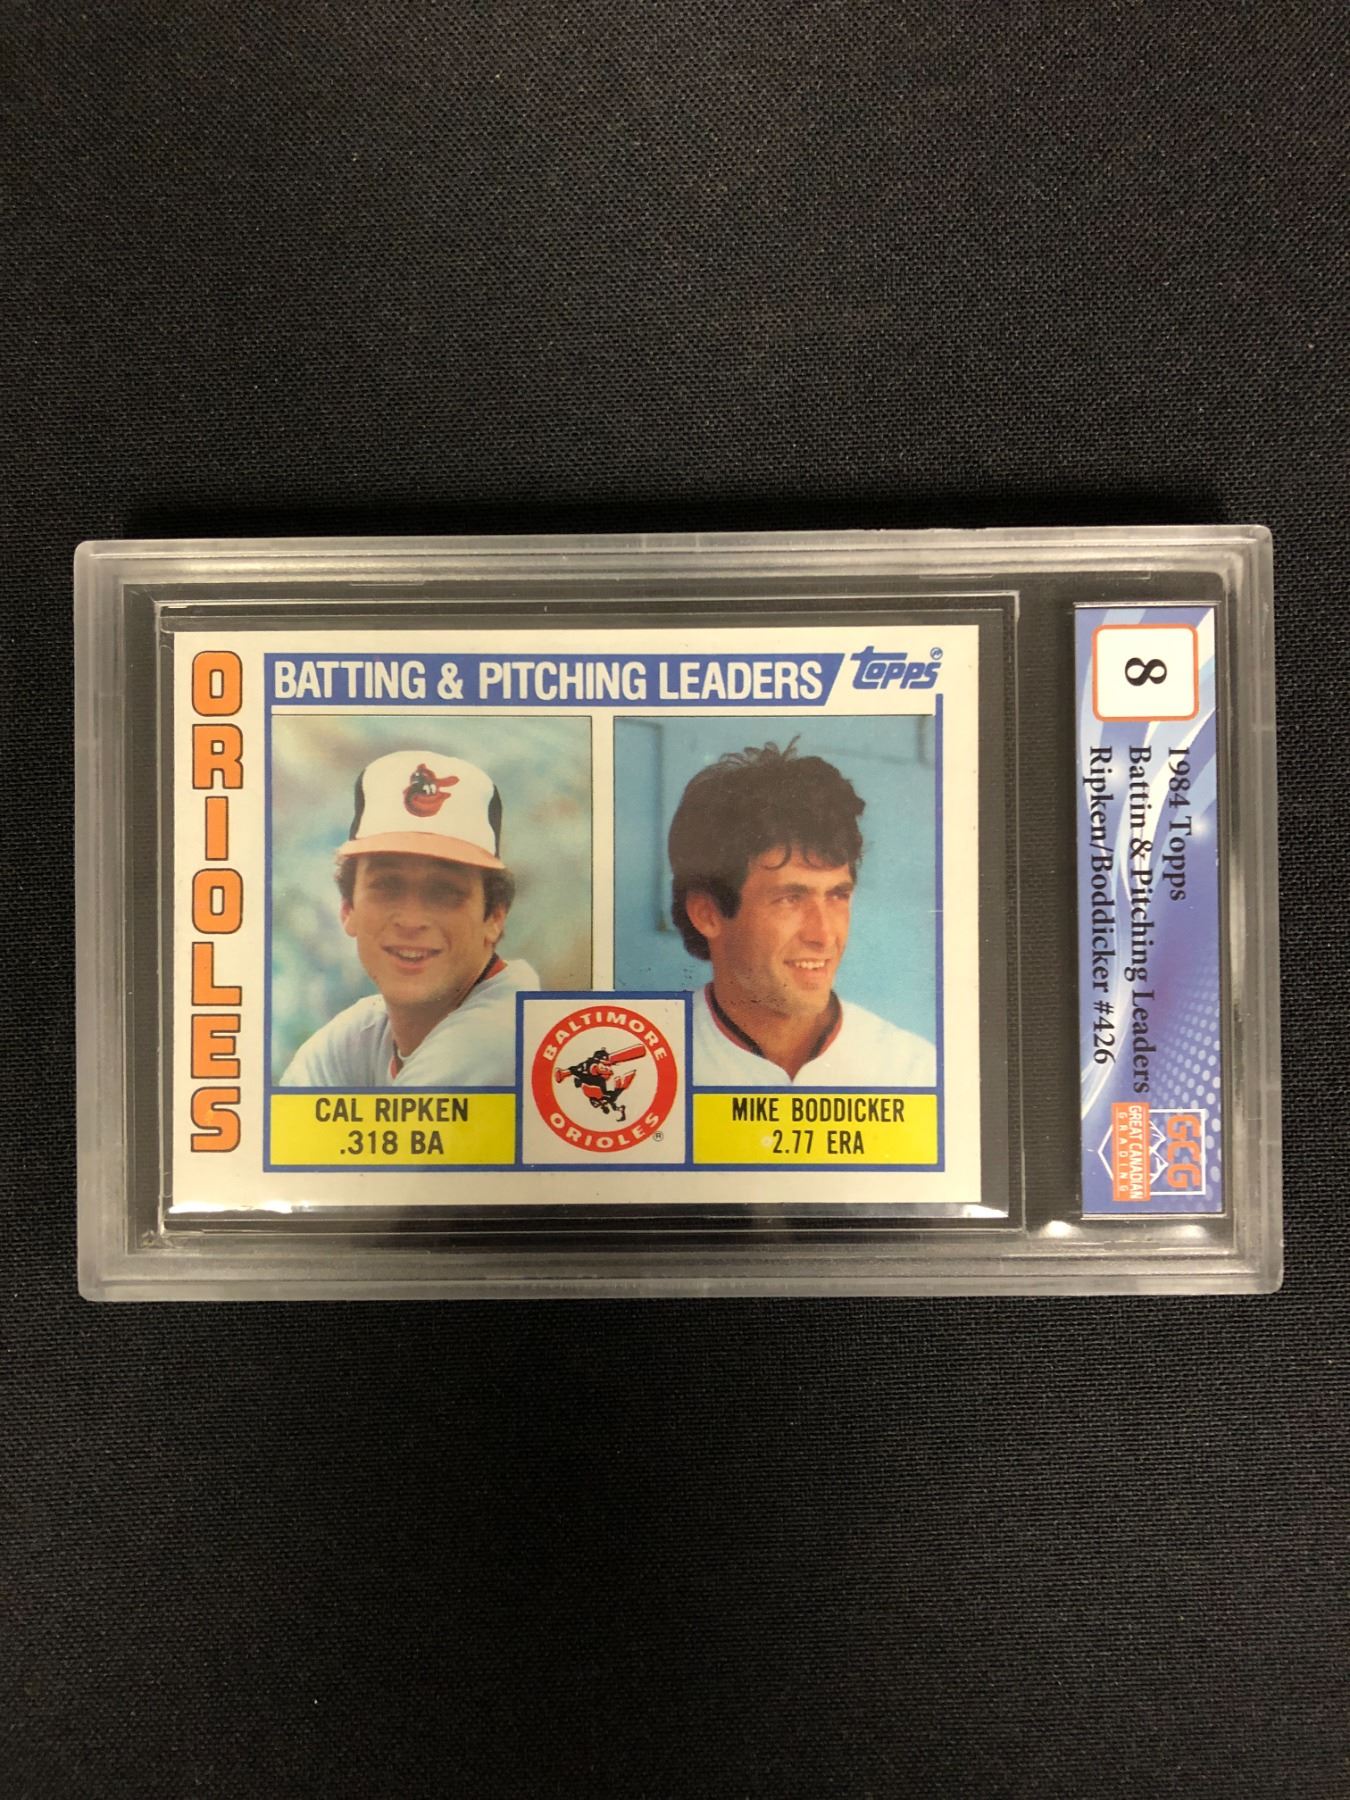 ORIOLES
BATTING & PITCHING LEADERS
topps
CAL RIPKEN
.318 BA
BALTIMORE
ORIOLES
®
MIKE BODDICKER
2.77 ERA
8
1984 Topps
Battin & Pitching Leaders
Ripken/Boddicker #426
GCG
GREAT CANADIAN
GRADING